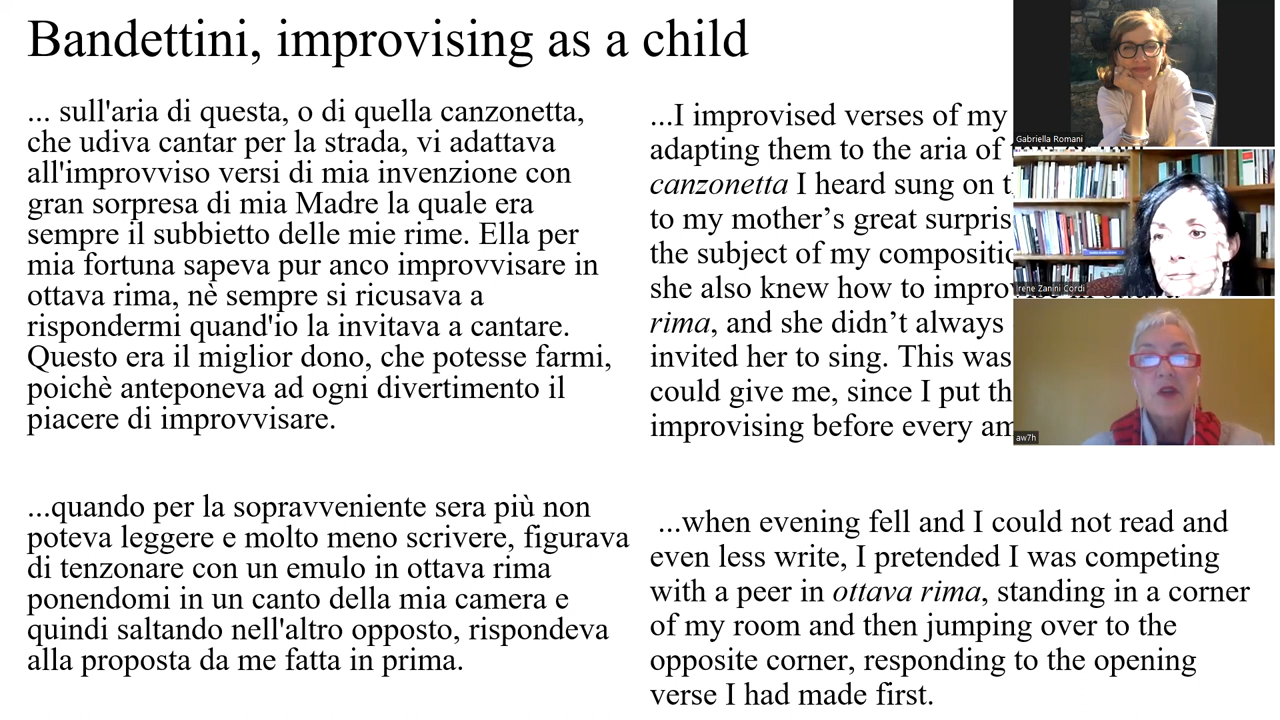 Bandettini, improvising as a child
... sull'aria di questa, o di quella canzonetta,
che udiva cantar per la strada, vi adattava
all'improvviso versi di mia invenzione con
gran sorpresa di mia Madre la quale era
sempre il subbietto delle mie rime. Ella per
mia fortuna sapeva pur anco improvvisare in
ottava rima, nè sempre si ricusava a
rispondermi quand'io la invitava a cantare.
Questo era il miglior dono, che potesse farmi,
poichè anteponeva ad ogni divertimento il
piacere di improvvisare.
...quando per la sopravveniente sera più non
poteva leggere e molto meno scrivere, figurava
di tenzonare con un emulo in ottava rima
ponendomi in un canto della mia camera e
quindi saltando nell'altro opposto, rispondeva
alla proposta da me fatta in prima.
...I improvised verses of my
adapting them to the aria of
canzonetta I heard sung on
to my mother’s great
the subject of my
she also knew how to
rima, and she didn’t always
invited her to sing. This was
could give me, since I put
improvising before every
...when evening fell and I could not read and
even less write, I pretended I was competing
with a peer in ottava rima, standing in a corner
of my room and then jumping over to the
opposite corner, responding to the opening
verse I had made first.
Gabriella Romani
Irene Zanini Cordi
aw7h